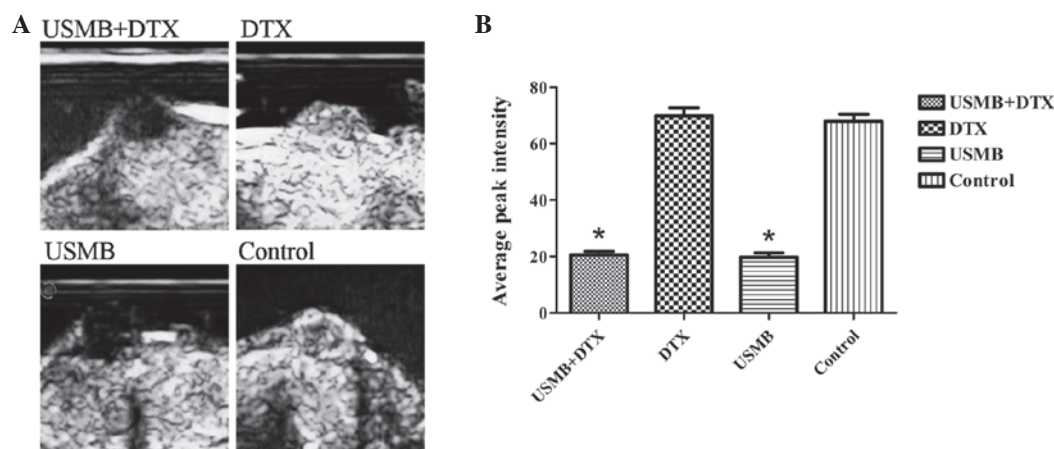 A
USMB+DTX
DTX
USMB
Control
B
Average peak intensity
80
60
40
20
0
*
*
USMB+DTX
DTX
USMB
Control
USMB+DTX
DTX
USMB
Control